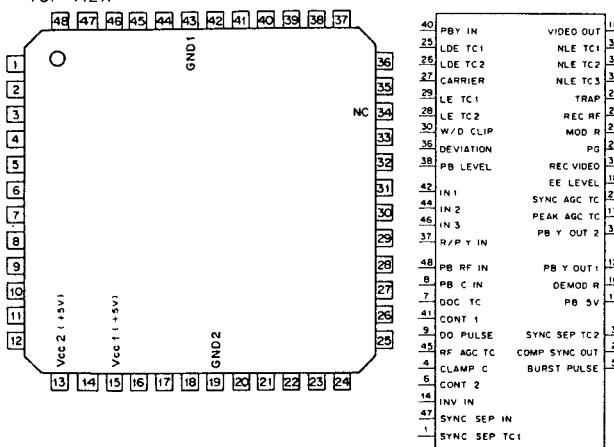 TOP VIEW
48 47 46 45 44 43 42 41 40 39 38 37
GND1
1 36
2 35
3 NC 34
4 33
5 32
6 31
7 30
8 29
9 28
10 27
11 26
12 25
Vcc 2 (+5V)
Vcc 1 (+5V)
GND2
13 14 15 16 17 18 19 20 21 22 23 24
40 PBY IN VIDEO OUT
25 LDE TC1 NLE TC1
26 LDE TC2 NLE TC2
27 CARRIER NLE TC3
29 LE TC1 TRAP
28 LE TC2 REC RF
30 W/D CLIP MOD R
36 DEVIATION PG
38 PB LEVEL REC VIDEO
EE LEVEL
42 IN 1 SYNC AGC TC
44 IN 2 PEAK AGC TC
46 IN 3 PB Y OUT 2
37 R/P Y IN
48 PB RF IN PB Y OUT 1
8 PB C IN DEMOD R
7 DOC TC PB 5V
41 CONT 1
9 DO PULSE SYNC SEP TC2
45 RF AGC TC COMP SYNC OUT
4 CLAMP C BURST PULSE
6 CONT 2
14 INV IN
47 SYNC SEP IN
1 SYNC SEP TC1